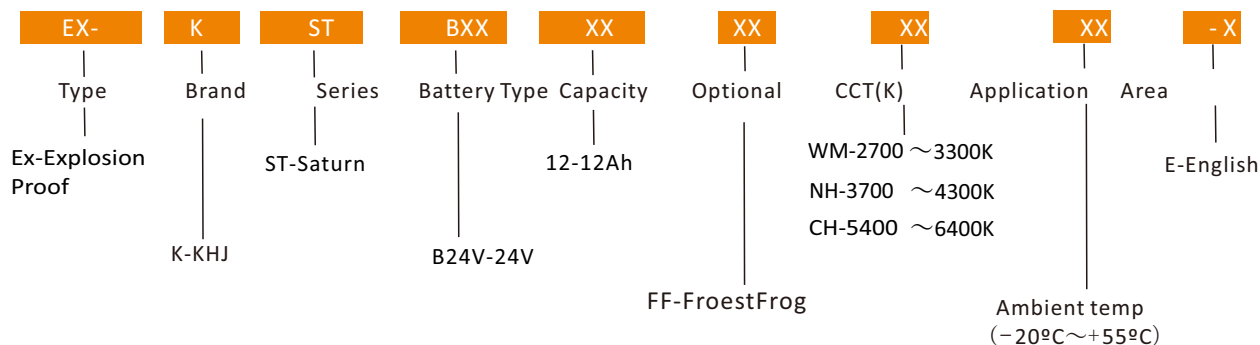 EX- K ST BXX XX XX XX XX - X
Type Brand Series Battery Type Capacity Optional CCT(K) Application Area
Ex-Explosion
Proof
ST-Saturn
12-12Ah
WM-2700 ～3300K
NH-3700 ～4300K
CH-5400 ～6400K
E-English
K-KHJ
B24V-24V
FF-FroestFrog
Ambient temp
(−20ºC～+55ºC)